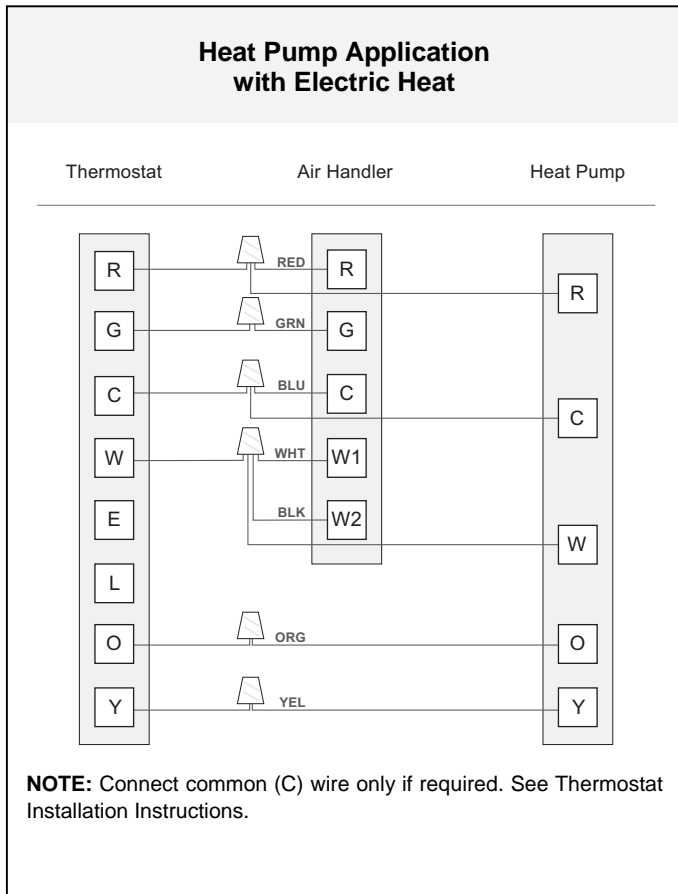 Heat Pump Application
with Electric Heat
Thermostat Air Handler Heat Pump
R RED R
R
G GRN G
C BLU C
C
W WHT W1
E BLK W2
W
L
O ORG O
Y YEL Y
NOTE: Connect common (C) wire only if required. See Thermostat
Installation Instructions.